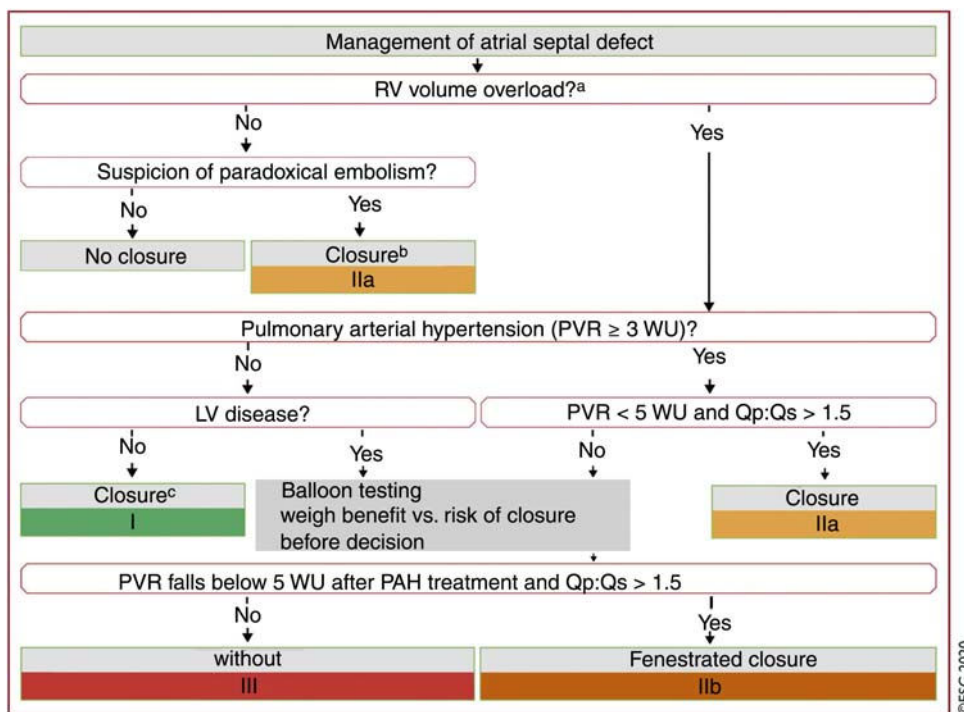 Management of atrial septal defect
RV volume overload?ᵃ
No
Yes
Suspicion of paradoxical embolism?
No
Yes
No closure
Closureᵇ
IIa
Pulmonary arterial hypertension (PVR ≥ 3 WU)?
No
Yes
LV disease?
PVR < 5 WU and Qp:Qs > 1.5
No
Yes
No
Yes
Closureᶜ
I
Balloon testing
weigh benefit vs. risk of closure
before decision
Closure
IIa
PVR falls below 5 WU after PAH treatment and Qp:Qs > 1.5
No
Yes
without
III
Fenestrated closure
IIb
©ESC 2020